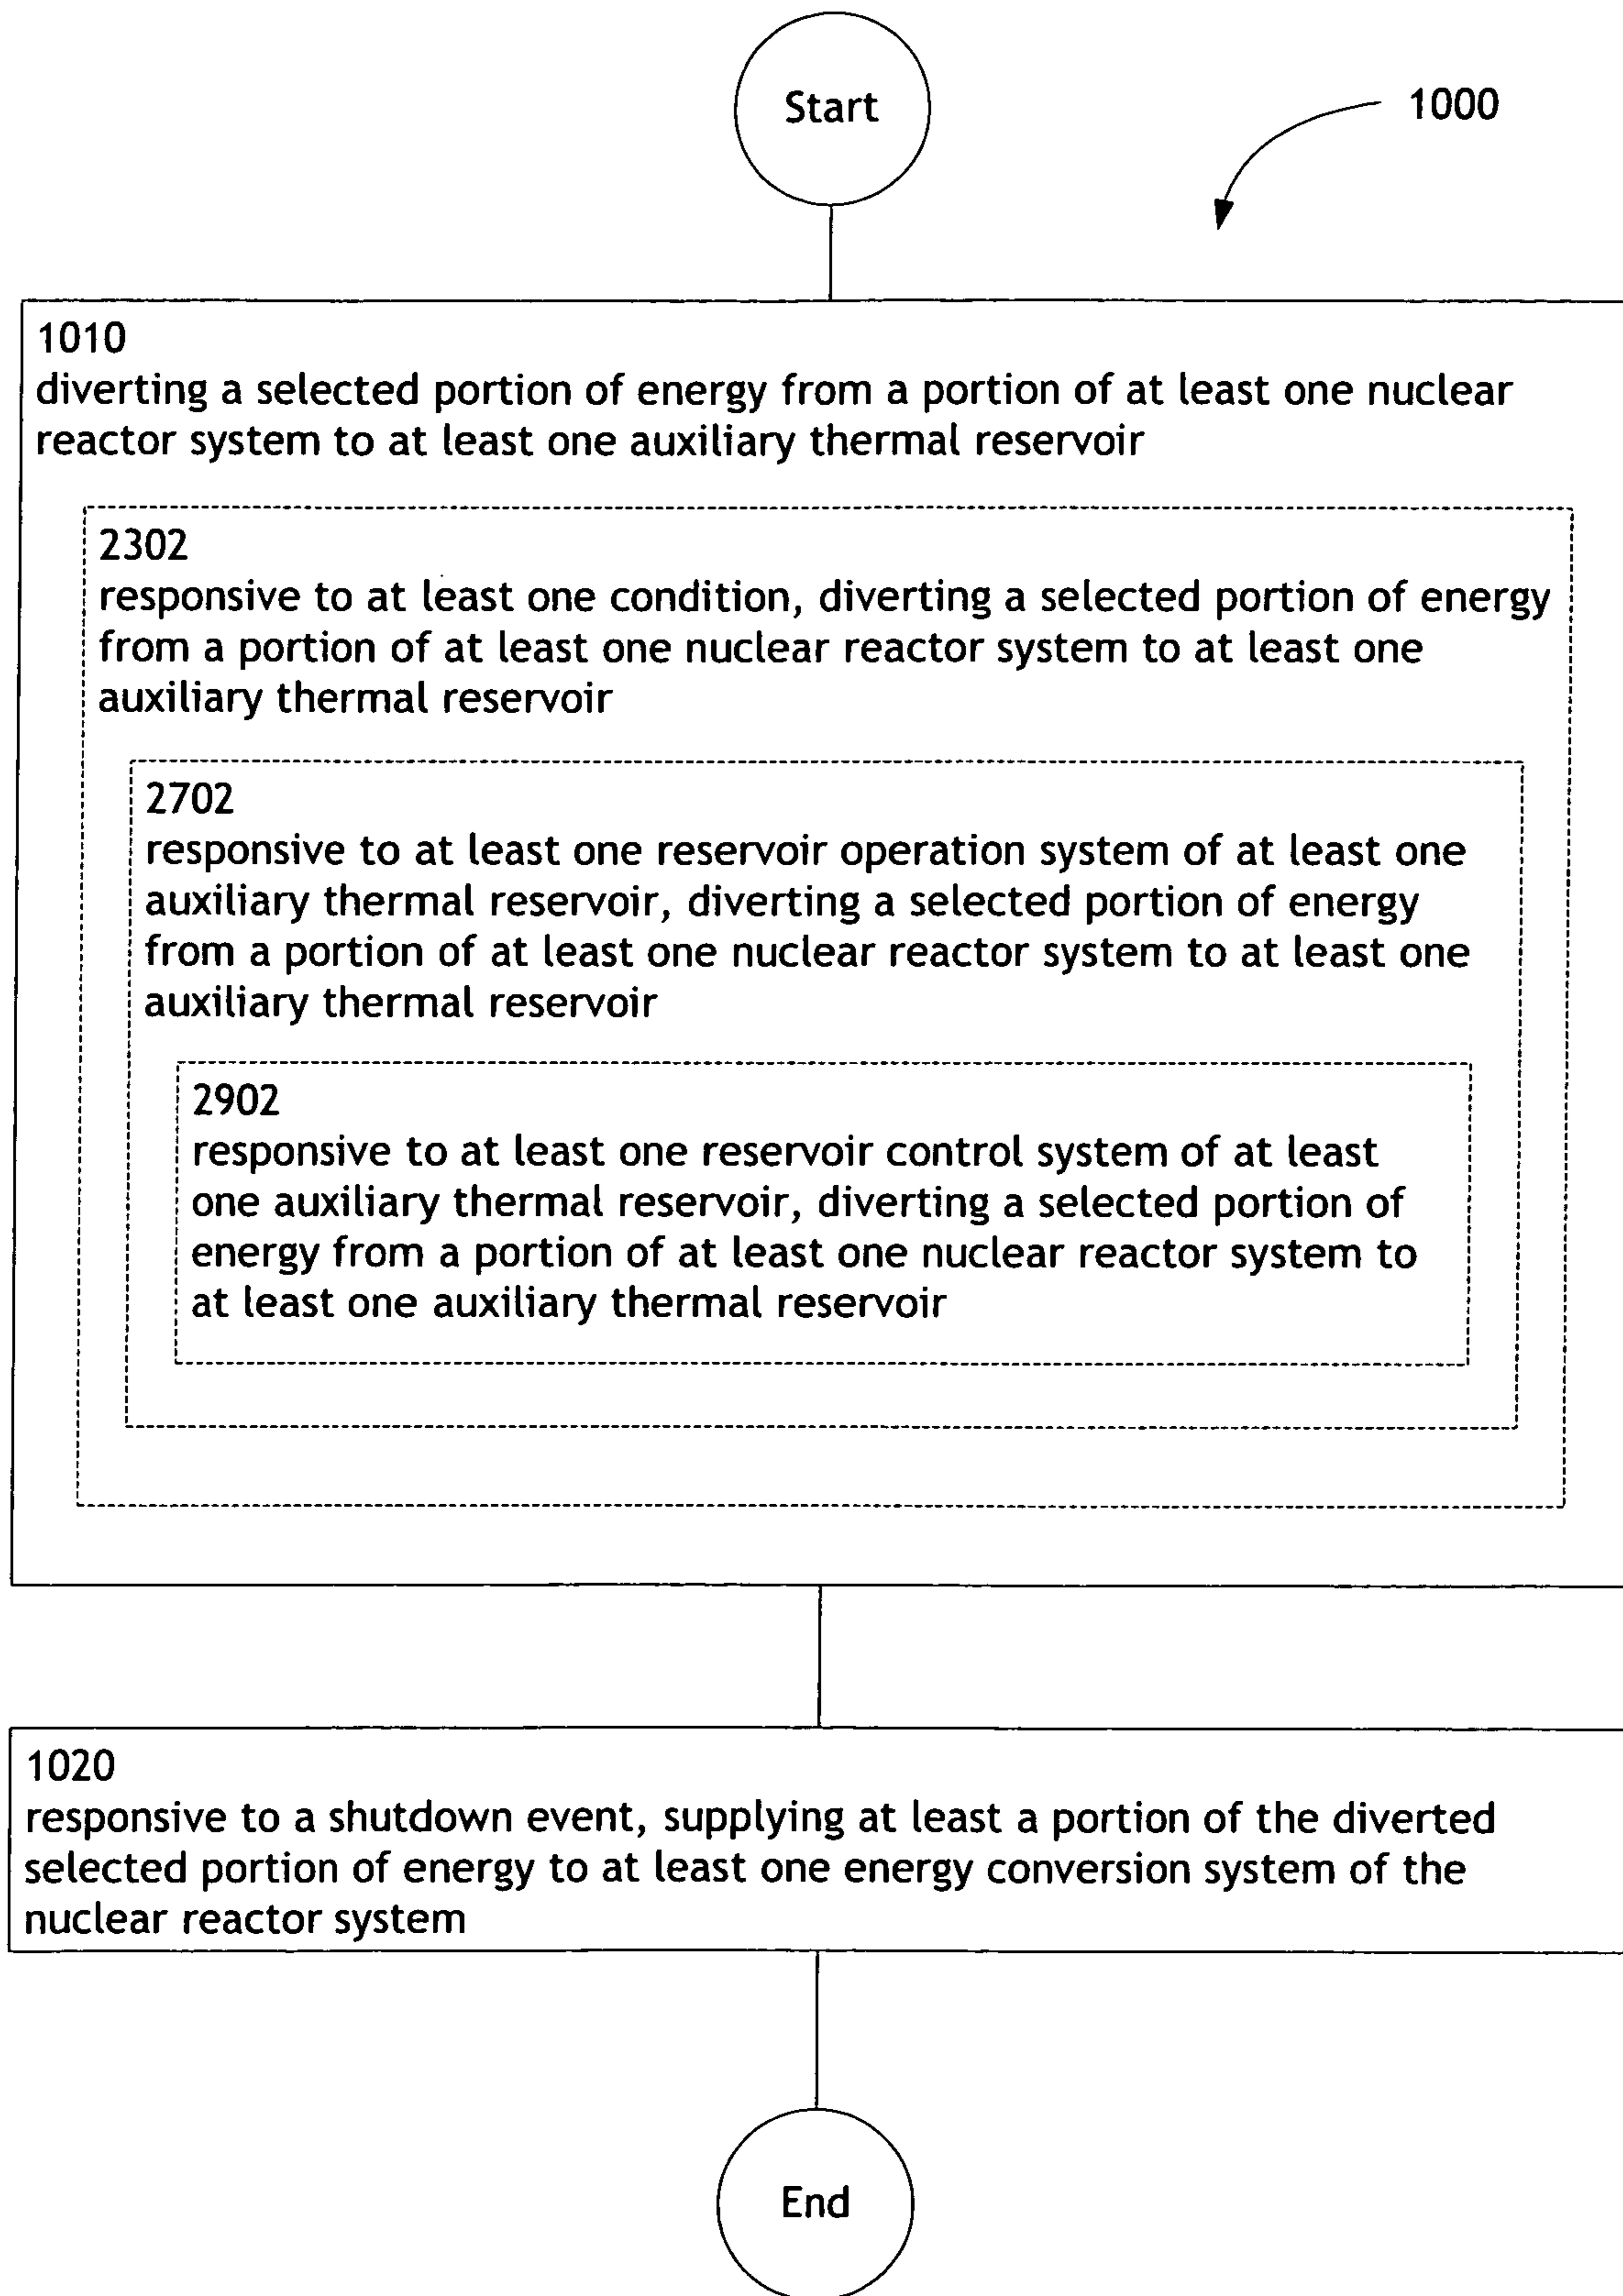 Start
1000
1010
diverting a selected portion of energy from a portion of at least one nuclear
reactor system to at least one auxiliary thermal reservoir
2302
responsive to at least one condition, diverting a selected portion of energy
from a portion of at least one nuclear reactor system to at least one
auxiliary thermal reservoir
2702
responsive to at least one reservoir operation system of at least one
auxiliary thermal reservoir, diverting a selected portion of energy
from a portion of at least one nuclear reactor system to at least one
auxiliary thermal reservoir
2902
responsive to at least one reservoir control system of at least
one auxiliary thermal reservoir, diverting a selected portion of
energy from a portion of at least one nuclear reactor system to
at least one auxiliary thermal reservoir
1020
responsive to a shutdown event, supplying at least a portion of the diverted
selected portion of energy to at least one energy conversion system of the
nuclear reactor system
End